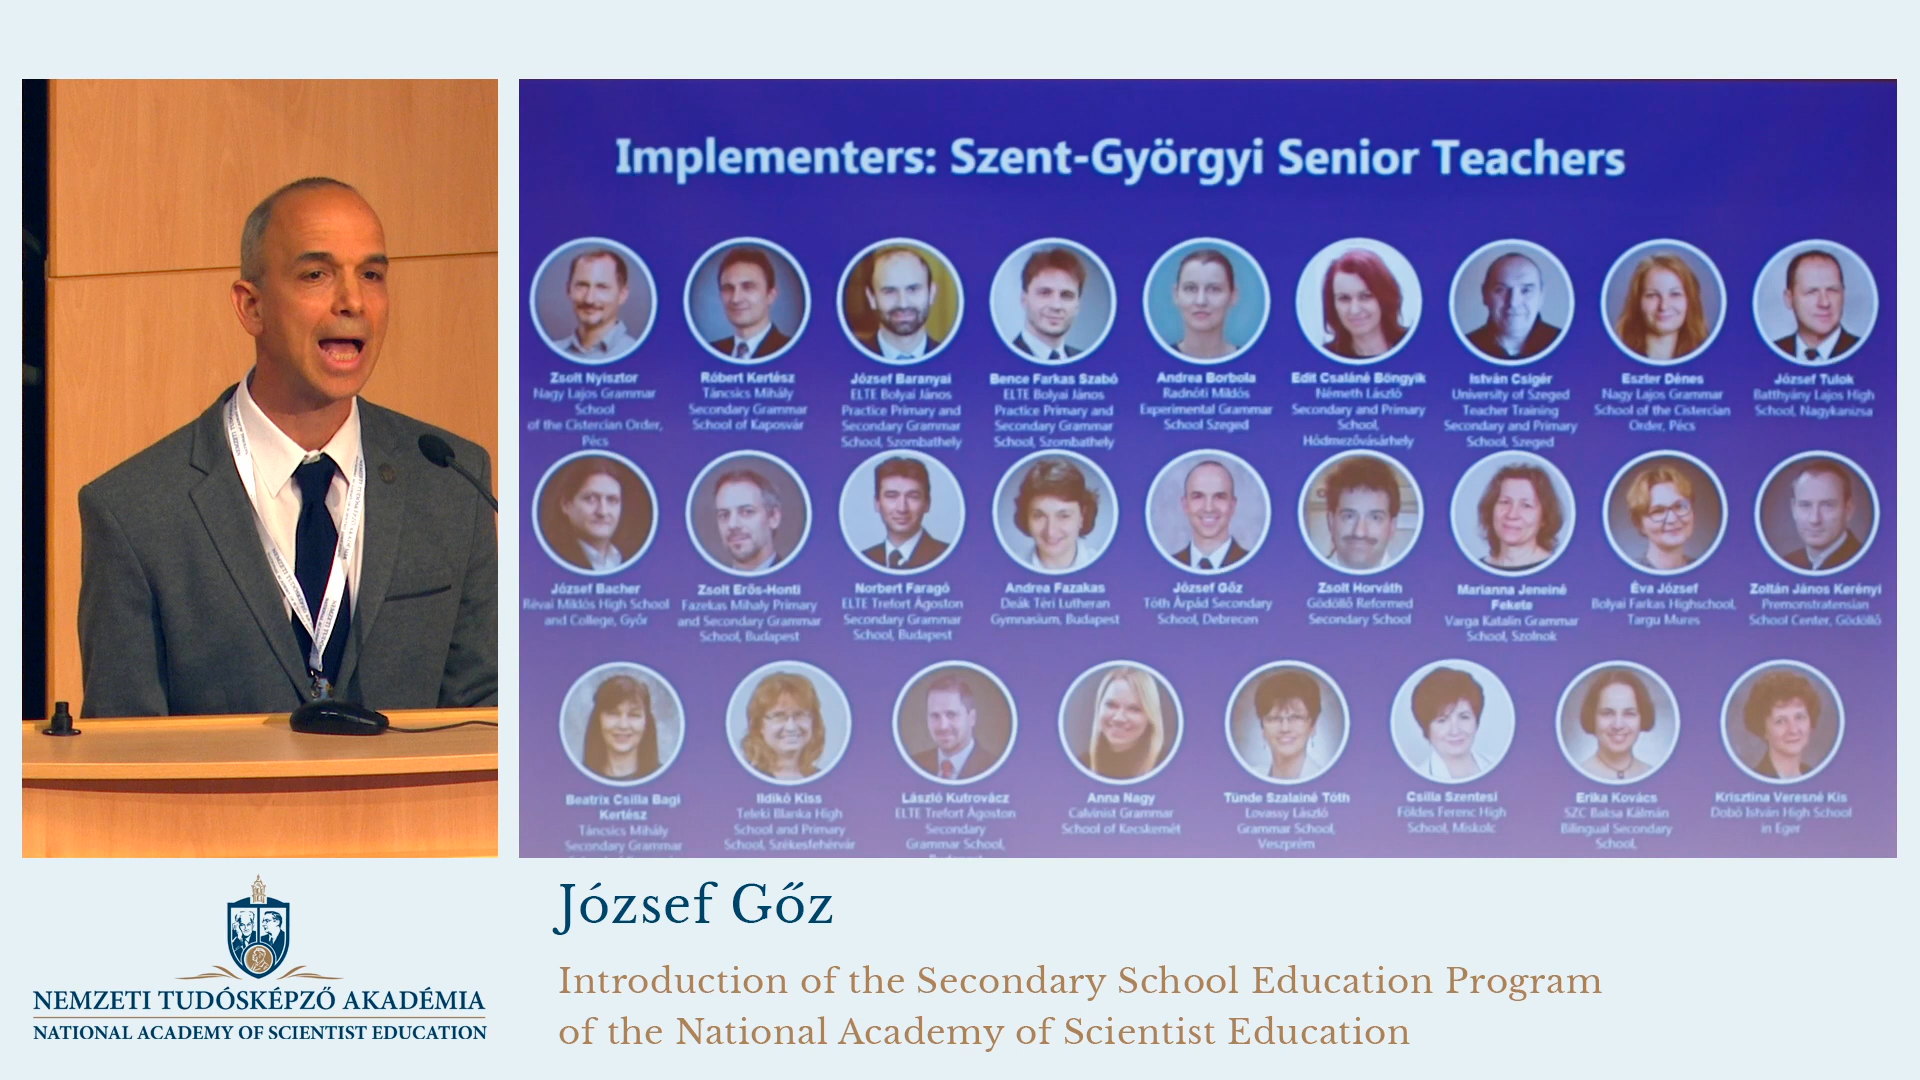 Implementers: Szent-Györgyi Senior Teachers
Zsolt Nyisztor
Nagy Lajos Grammar
School
of the Cistercian Order,
Pécs
Róbert Kertész
Táncsics Mihály
Secondary Grammar
School of Kaposvár
József Baranyai
ELTE Bolyai János
Practice Primary and
Secondary Grammar
School, Szombathely
Bence Farkas Szabó
ELTE Bolyai János
Practice Primary and
Secondary Grammar
School, Szombathely
Andrea Borbola
Radnóti Miklós
Experimental Grammar
School Szeged
Edit Csaláné Böngyik
Németh László
Secondary and Primary
School,
Hódmezővásárhely
István Csigér
University of Szeged
Teacher Training
Secondary and Primary
School, Szeged
Eszter Dénes
Nagy Lajos Grammar
School of the Cistercian
Order, Pécs
József Tulok
Batthyány Lajos High
School, Nagykanizsa
József Bacher
Révai Miklós High School
and College, Győr
Zsolt Erős-Honti
Fazekas Mihaly Primary
and Secondary Grammar
School, Budapest
Norbert Faragó
ELTE Trefort Ágoston
Secondary Grammar
School, Budapest
Andrea Fazakas
Deák Téri Lutheran
Gymnasium, Budapest
József Gőz
Tóth Árpád Secondary
School, Debrecen
Zsolt Horváth
Gödöllő Reformed
Secondary School
Marianna Jeneiné
Fekete
Varga Katalin Grammar
School, Szolnok
Éva József
Bolyai Farkas Highschool,
Targu Mures
Zoltán János Kerényi
Premonstratensian
School Center, Gödöllő
Beatrix Csilla Bagi
Kertész
Táncsics Mihály
Secondary Grammar
Ildikó Kiss
Teleki Blanka High
School and Primary
School, Székesfehérvár
László Kutrovácz
ELTE Trefort Ágoston
Secondary
Grammar School,
Anna Nagy
Calvinist Grammar
School of Kecskemét
Tünde Szalainé Tóth
Lovassy László
Grammar School,
Veszprém
Csilla Szentesi
Földes Ferenc High
School, Miskolc
Erika Kovács
SZC Baksa Kálmán
Bilingual Secondary
School,
Krisztina Veresné Kis
Dobó István High School
in Eger
József Gőz
Introduction of the Secondary School Education Program
of the National Academy of Scientist Education
NEMZETI TUDÓSKÉPZŐ AKADÉMIA
NATIONAL ACADEMY OF SCIENTIST EDUCATION